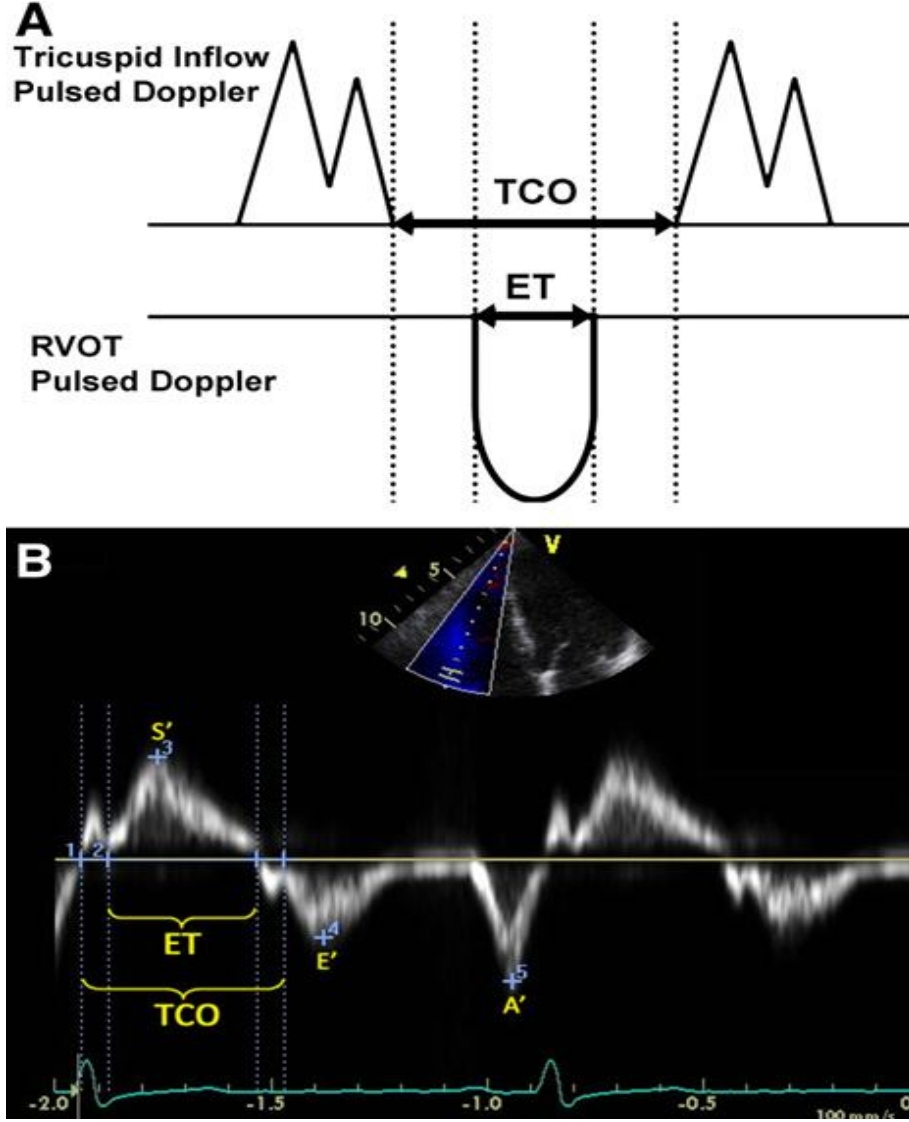 A
Tricuspid Inflow
Pulsed Doppler
TCO
ET
RVOT
Pulsed Doppler
B
V
5
10
S'
3
1 2
4
E'
5
A'
ET
TCO
-2.0 -1.5 -1.0 -0.5 0
100 mm/s